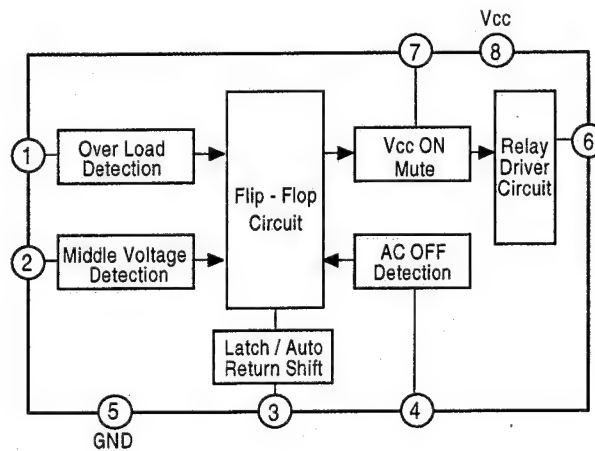 Vcc
7
8
1
Over Load
Detection
Flip - Flop
Circuit
Vcc ON
Mute
Relay
Driver
Circuit
6
2
Middle Voltage
Detection
AC OFF
Detection
Latch / Auto
Return Shift
5
GND
3
4